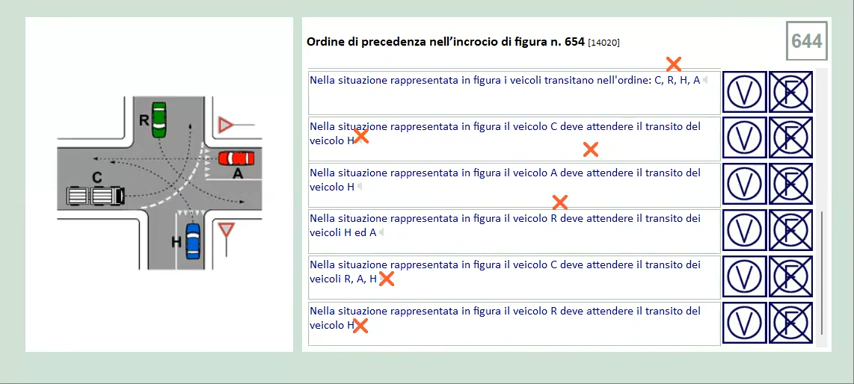 Ordine di precedenza nell'incrocio di figura n. 654 [14020]
644
R
A
C
H
Nella situazione rappresentata in figura i veicoli transitano nell'ordine: C, R, H, A
V F
Nella situazione rappresentata in figura il veicolo C deve attendere il transito del
veicolo H
V F
Nella situazione rappresentata in figura il veicolo A deve attendere il transito del
veicolo H
V F
Nella situazione rappresentata in figura il veicolo R deve attendere il transito dei
veicoli H ed A
V F
Nella situazione rappresentata in figura il veicolo C deve attendere il transito dei
veicoli R, A, H
V F
Nella situazione rappresentata in figura il veicolo R deve attendere il transito del
veicolo H
V F